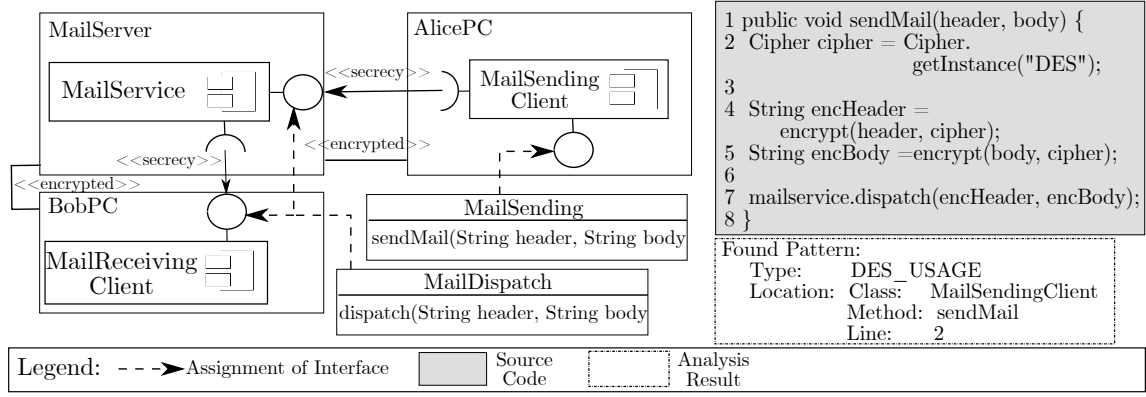 MailServer
MailService
<<secrecy>>
<<encrypted>>
BobPC
MailReceiving
Client
<<secrecy>>
<<encrypted>>
AlicePC
MailSending
Client
MailSending
sendMail(String header, String body
MailDispatch
dispatch(String header, String body
1 public void sendMail(header, body) {
2 Cipher cipher = Cipher.
getInstance("DES");
3
4 String encHeader =
encrypt(header, cipher);
5 String encBody =encrypt(body, cipher);
6
7 mailservice.dispatch(encHeader, encBody);
8 }
Found Pattern:
Type: DES_USAGE
Location: Class: MailSendingClient
Method: sendMail
Line: 2
Legend:
Assignment of Interface
Source
Code
Analysis
Result